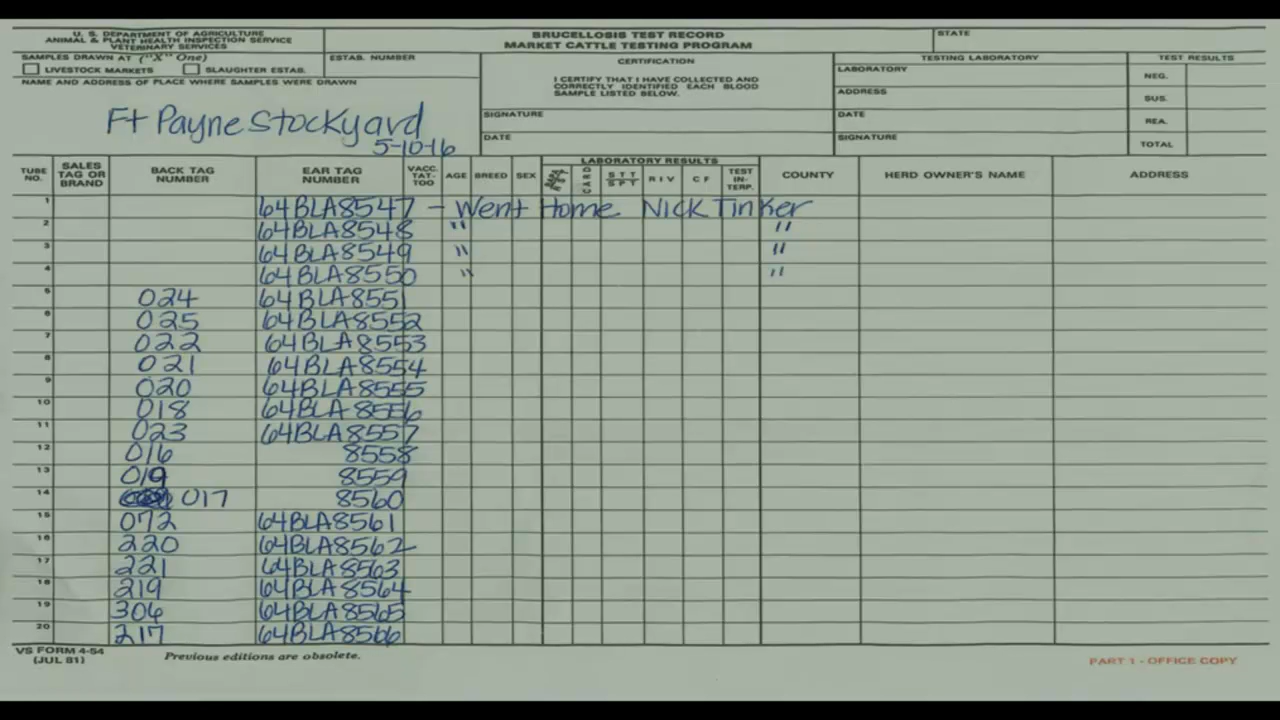 U. S. DEPARTMENT OF AGRICULTURE
ANIMAL & PLANT HEALTH INSPECTION SERVICE
VETERINARY SERVICES
BRUCELLOSIS TEST RECORD
MARKET CATTLE TESTING PROGRAM
STATE
SAMPLES DRAWN AT ("X" One)
LIVESTOCK MARKETS SLAUGHTER ESTAB.
ESTAB. NUMBER
CERTIFICATION
I CERTIFY THAT I HAVE COLLECTED AND
CORRECTLY IDENTIFIED EACH BLOOD
SAMPLE LISTED BELOW.
SIGNATURE
DATE
TESTING LABORATORY
LABORATORY
ADDRESS
DATE
SIGNATURE
TEST RESULTS
NEG.
SUS.
REA.
TOTAL
NAME AND ADDRESS OF PLACE WHERE SAMPLES WERE DRAWN
Ft Payne Stockyard
5-10-16
LABORATORY RESULTS
TUBE NO. SALES TAG OR BRAND BACK TAG NUMBER EAR TAG NUMBER VACC. TAT-TOO AGE BREED SEX BAPA RST CARD STT SPT RIV CF TEST IN-TERP. COUNTY HERD OWNER'S NAME ADDRESS
1 64BLA8547 - Went Home Nick Tinker
2 64BLA8548 " "
3 64BLA8549 " "
4 64BLA8550 " "
5 024 64BLA8551
6 025 64BLA8552
7 022 64BLA8553
8 021 64BLA8554
9 020 64BLA8555
10 018 64BLA8556
11 023 64BLA8557
12 016 8558
13 019 8559
14 017 8560
15 072 64BLA8561
16 220 64BLA8562
17 221 64BLA8563
18 219 64BLA8564
19 306 64BLA8565
20 217 64BLA8566
VS FORM 4-54
(JUL 81)
Previous editions are obsolete.
PART 1 - OFFICE COPY